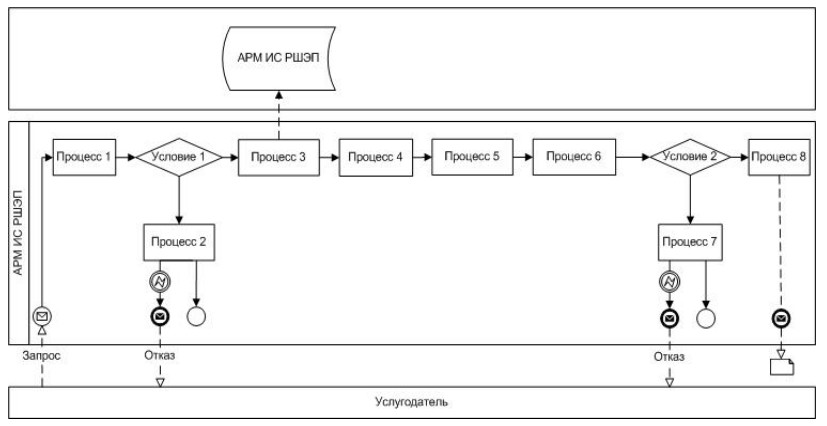 АРМ ИС РШЭП
АРМ ИС РШЭП
Процесс 1
Условие 1
Процесс 3
Процесс 4
Процесс 5
Процесс 6
Условие 2
Процесс 8
Процесс 2
Процесс 7
Запрос
Отказ
Отказ
Услугодатель